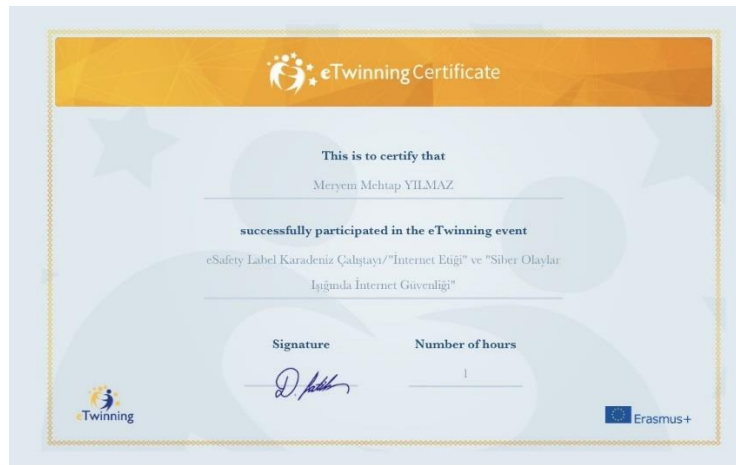 eTwinning Certificate
This is to certify that
Meryem Mehtap YILMAZ
successfully participated in the eTwinning event
eSafety Label Karadeniz Çalıştayı/"İnternet Etiği" ve "Siber Olaylar
Işığında İnternet Güvenliği"
Signature
Number of hours
1
eTwinning
Erasmus+